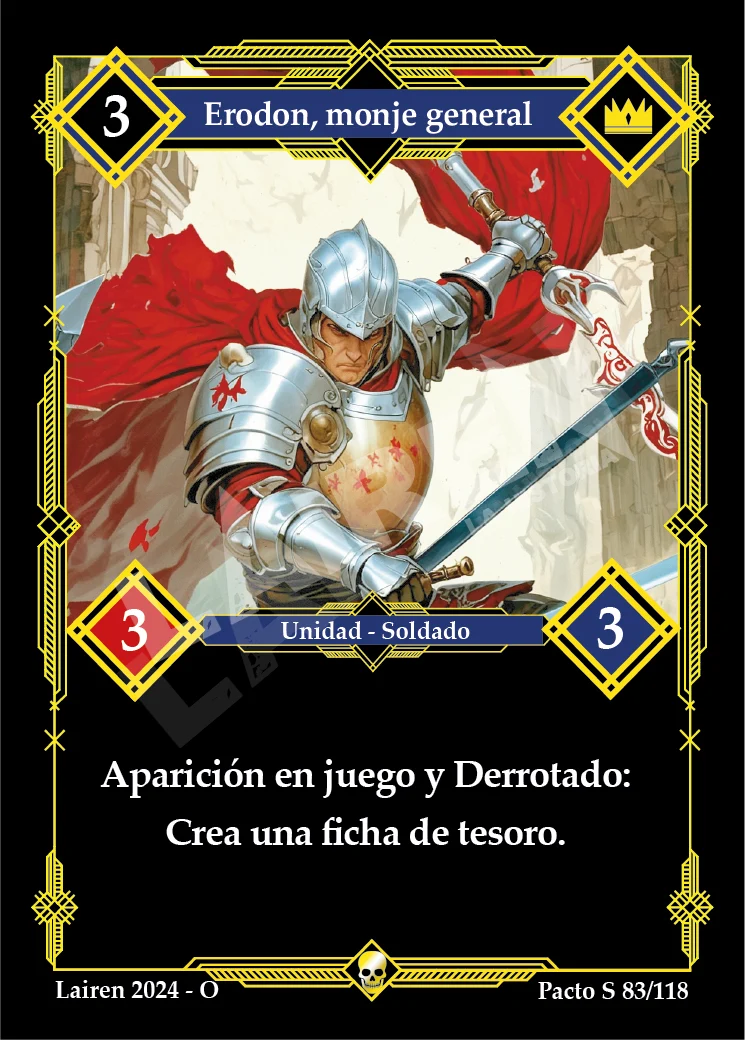 3
Erodon, monje general
3
Unidad - Soldado
3
Aparición en juego y Derrotado:
Crea una ficha de tesoro.
Lairen 2024 - O
Pacto S 83/118